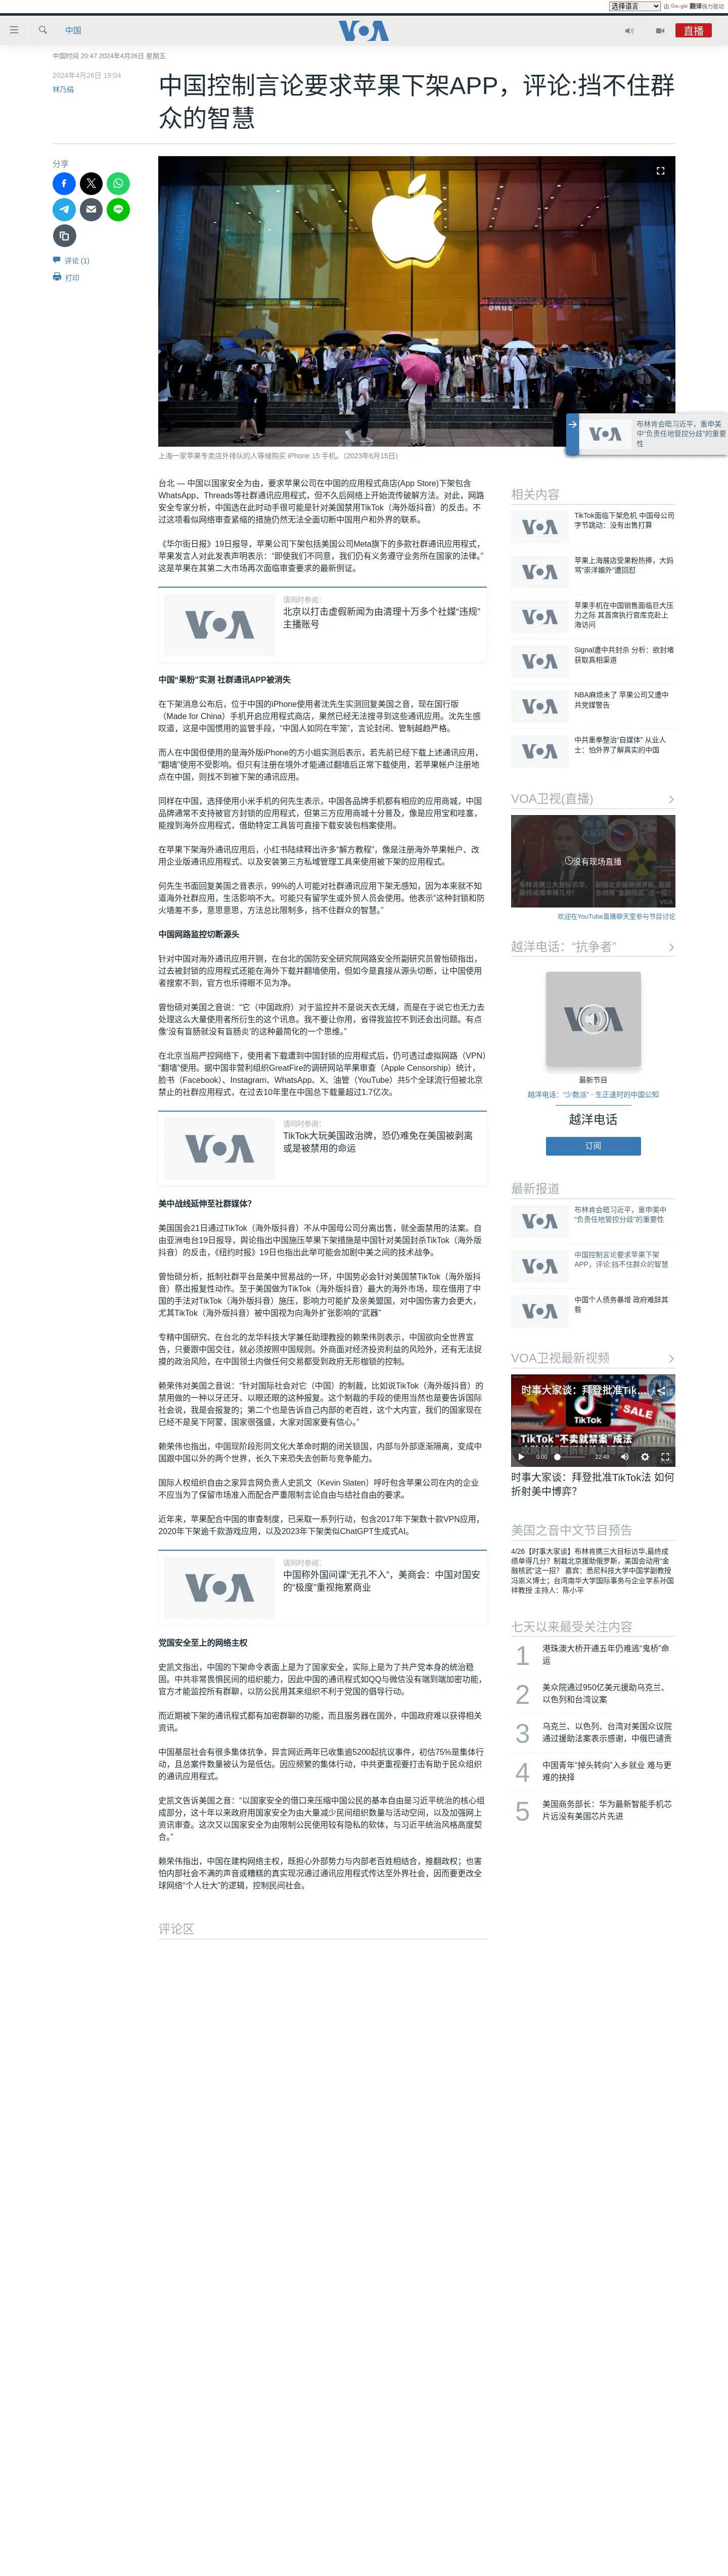 选择语言
由 Google 翻译强力驱动
中国
VOA
直播
中国时间 20:47 2024年4月26日 星期五
2024年4月26日 19:04
林乃绢
中国控制言论要求苹果下架APP，评论:挡不住群
众的智慧
分享
评论 (1)
打印
上海一家苹果专卖店外排队的人等候购买 iPhone 15 手机。(2023年6月15日）
布林肯会晤习近平，重申美
中“负责任地管控分歧”的重要
性
VOA
台北 — 中国以国家安全为由，要求苹果公司在中国的应用程式商店(App Store)下架包含
WhatsApp、Threads等社群通讯应用程式，但不久后网络上开始流传破解方法。对此，网路
安全专家分析，中国选在此时动手很可能是针对美国禁用TikTok（海外版抖音）的反击。不
过这项看似网络审查紧缩的措施仍然无法全面切断中国用户和外界的联系。
《华尔街日报》19日报导，苹果公司下架包括美国公司Meta旗下的多款社群通讯应用程式，
苹果发言人对此发表声明表示：“即使我们不同意，我们仍有义务遵守业务所在国家的法律。”
这是苹果在其第二大市场再次面临审查要求的最新例证。
VOA
请同时参阅：
北京以打击虚假新闻为由清理十万多个社媒“违规”
主播账号
中国“果粉”实测 社群通讯APP被消失
在下架消息公布后，位于中国的iPhone使用者沈先生实测回复美国之音，现在国行版
（Made for China）手机开启应用程式商店，果然已经无法搜寻到这些通讯应用。沈先生感
叹道，这是中国惯用的监管手段，“中国人如同在牢笼”，言论封闭、管制越趋严格。
而人在中国但使用的是海外版iPhone的方小姐实测后表示，若先前已经下载上述通讯应用，
“翻墙”使用不受影响。但只有注册在境外才能通过翻墙后正常下载使用，若苹果帐户注册地
点在中国，则找不到被下架的通讯应用。
同样在中国，选择使用小米手机的何先生表示，中国各品牌手机都有相应的应用商城，中国
品牌通常不支持被官方封锁的应用程式，但第三方应用商城十分普及，像是应用宝和哇塞，
能搜到海外应用程式，借助特定工具皆可直接下载安装包档案使用。
在苹果下架海外通讯应用后，小红书陆续释出许多“解方教程”，像是注册海外苹果帐户、改
用企业版通讯应用程式、以及安装第三方私域管理工具来使用被下架的应用程式。
何先生书面回复美国之音表示，99%的人可能对社群通讯应用下架无感知，因为本来就不知
道海外社群应用，生活影响不大。可能只有留学生或外贸人员会使用。他表示“这种封锁和防
火墙差不多，意思意思，方法总比限制多，挡不住群众的智慧。”
中国网路监控切断源头
针对中国对海外通讯应用开铡，在台北的国防安全研究院网路安全所副研究员曾怡硕指出，
过去被封锁的应用程式还能在海外下载并翻墙使用，但如今是直接从源头切断，让中国使用
者搜索不到，官方也乐得眼不见为净。
曾怡硕对美国之音说：“它（中国政府）对于监控并不是说天衣无缝，而是在于说它也无力去
处理这么大量使用者所衍生的这个讯息。我不要让你用，省得我监控不到还会出问题。有点
像‘没有盲肠就没有盲肠炎’的这种最简化的一个思维。”
在北京当局严控网络下，使用者下载遭到中国封锁的应用程式后，仍可透过虚拟网路（VPN）
“翻墙”使用。据中国非营利组织GreatFire的调研网站苹果审查（Apple Censorship）统计，
脸书（Facebook）、Instagram、WhatsApp、X、油管（YouTube）共5个全球流行但被北京
禁止的社群应用程式，在过去10年里在中国总下载量超过1.7亿次。
VOA
请同时参阅：
TikTok大玩美国政治牌，恐仍难免在美国被剥离
或是被禁用的命运
美中战线延伸至社群媒体？
美国国会21日通过TikTok（海外版抖音）不从中国母公司分离出售，就全面禁用的法案。自
由亚洲电台19日报导，舆论指出中国施压苹果下架措施是中国针对美国封杀TikTok（海外版
抖音）的反击，《纽约时报》19日也指出此举可能会加剧中美之间的技术战争。
曾怡硕分析，抵制社群平台是美中贸易战的一环，中国势必会针对美国禁TikTok（海外版抖
音）祭出报复性动作。至于美国做为TikTok（海外版抖音）最大的海外市场，现在借用了中
国的手法对TikTok（海外版抖音）施压，影响力可能扩及亲美盟国，对中国伤害力会更大，
尤其TikTok（海外版抖音）被中国视为向海外扩张影响的“武器”
专精中国研究、在台北的龙华科技大学兼任助理教授的赖荣伟则表示，中国欲向全世界宣
告，只要跟中国交往，就必须按照中国规则。外商面对经济投资利益的风险外，还有无法捉
摸的政治风险，在中国领土内做任何交易都受到政府无形枷锁的控制。
赖荣伟对美国之音说：“针对国际社会对它（中国）的制裁，比如说TikTok（海外版抖音）的
禁用做的一种以牙还牙、以眼还眼的这种报复。这个制裁的手段的使用当然也是要告诉国际
社会说，我是会报复的；第二个也是告诉自己内部的老百姓，这个大内宣，我们的国家现在
已经不是吴下阿蒙，国家很强盛，大家对国家要有信心。”
赖荣伟也指出，中国现阶段形同文化大革命时期的闭关锁国，内部与外部逐渐隔离，变成中
国跟中国以外的两个世界，长久下来恐失去创新与竞争能力。
国际人权组织自由之家异言网负责人史凯文（Kevin Slaten）呼吁包含苹果公司在内的企业
不应当为了保留市场准入而配合严重限制言论自由与结社自由的要求。
近年来，苹果配合中国的审查制度，已采取一系列行动，包含2017年下架数十款VPN应用，
2020年下架逾千款游戏应用，以及2023年下架类似ChatGPT生成式AI。
VOA
请同时参阅：
中国称外国间谍“无孔不入”，美商会：中国对国安
的“极度”重视拖累商业
党国安全至上的网络主权
史凯文指出，中国的下架命令表面上是为了国家安全，实际上是为了共产党本身的统治稳
固。中共非常畏惧民间的组织能力，因此中国的通讯程式如QQ与微信没有端到端加密功能，
官方才能监控所有群聊，以防公民用其来组织不利于党国的倡导行动。
而近期被下架的通讯程式都有加密群聊的功能，而且服务器在国外，中国政府难以获得相关
资讯。
中国基层社会有很多集体抗争，异言网近两年已收集逾5200起抗议事件，初估75%是集体行
动，且总案件数量被认为是低估。因应频繁的集体行动，中共更重视要打击有助于民众组织
的通讯应用程式。
史凯文告诉美国之音：“以国家安全的借口来压缩中国公民的基本自由是习近平统治的核心组
成部分，这十年以来政府用国家安全为由大量减少民间组织数量与活动空间，以及加强网上
资讯审查。这次又以国家安全为由限制公民使用较有隐私的软体，与习近平统治风格高度契
合。”
赖荣伟指出，中国在建构网络主权，既担心外部势力与内部老百姓相结合，推翻政权；也害
怕内部社会不满的声音或糟糕的真实现况通过通讯应用程式传达至外界社会，因而要更改全
球网络“个人壮大”的逻辑，控制民间社会。
评论区
相关内容
VOA
TikTok面临下架危机 中国母公司
字节跳动：没有出售打算
VOA
苹果上海展店受果粉热捧，大妈
骂“崇洋媚外”遭回怼
VOA
苹果手机在中国销售面临巨大压
力之际 其首席执行官库克赴上
海访问
VOA
Signal遭中共封杀 分析：欲封堵
获取真相渠道
VOA
NBA麻烦未了 苹果公司又遭中
共党媒警告
VOA
中共重拳整治“自媒体” 从业人
士：怕外界了解真实的中国
VOA卫视(直播)
没有现场直播
欢迎在YouTube直播聊天室参与节目讨论
越洋电话：“抗争者”
VOA
最新节目
越洋电话：“少数派” - 生正逢时的中国公知
越洋电话
订阅
最新报道
VOA
布林肯会晤习近平，重申美中
“负责任地管控分歧”的重要性
VOA
中国控制言论要求苹果下架
APP，评论:挡不住群众的智慧
VOA
中国个人债务暴增 政府难辞其
咎
VOA卫视最新视频
时事大家谈：拜登批准Tik...
TikTok
SALE
TikTok “不卖就禁案”成法
0:00
22:49
时事大家谈：拜登批准TikTok法 如何
折射美中博弈？
美国之音中文节目预告
4/26【时事大家谈】布林肯携三大目标访华,最终成
绩单得几分？制裁北京援助俄罗斯，美国会动用“金
融核武”这一招？ 嘉宾：悉尼科技大学中国学副教授
冯崇义博士；台湾南华大学国际事务与企业学系孙国
祥教授 主持人：陈小平
七天以来最受关注内容
1
港珠澳大桥开通五年仍难逃“鬼桥”命
运
2
美众院通过950亿美元援助乌克兰、
以色列和台湾议案
3
乌克兰、以色列、台湾对美国众议院
通过援助法案表示感谢，中俄巴谴责
4
中国青年“掉头转向”入乡就业 难与更
难的抉择
5
美国商务部长：华为最新智能手机芯
片远没有美国芯片先进